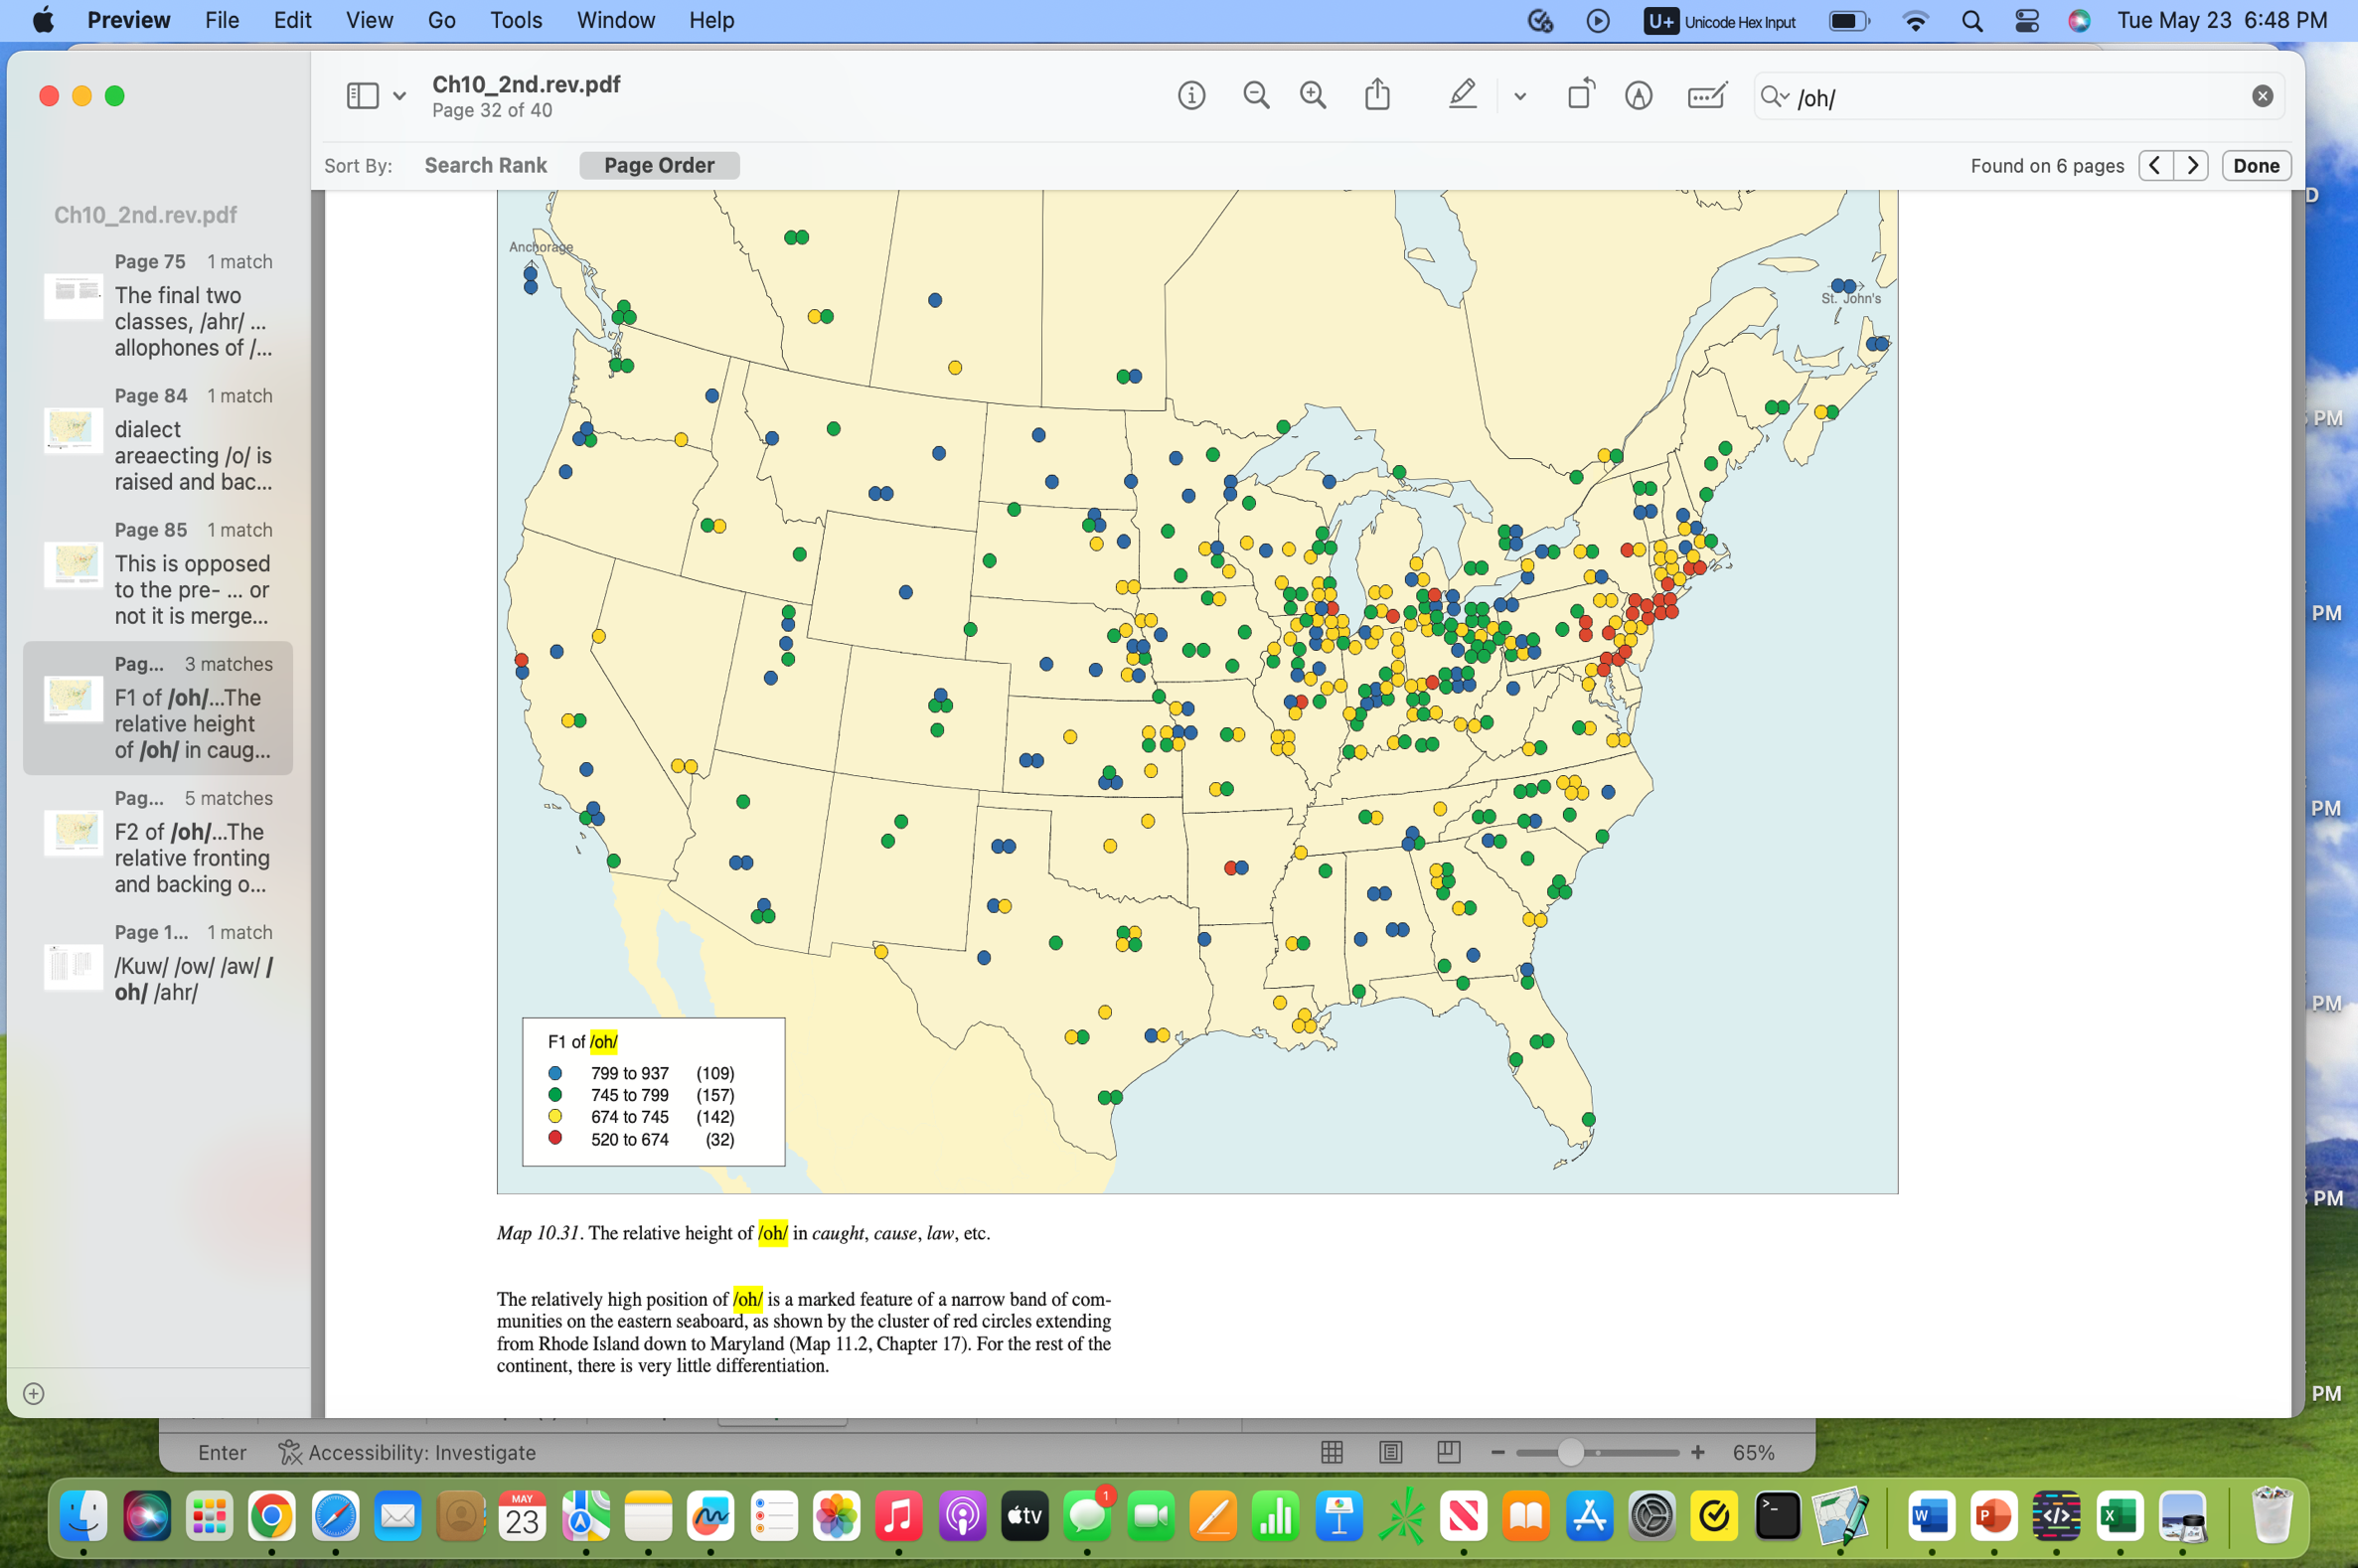 Preview File Edit View Go Tools Window Help
U+ Unicode Hex Input Tue May 23 6:48 PM
Ch10_2nd.rev.pdf
Page 32 of 40
/oh/
Sort By: Search Rank Page Order
Found on 6 pages Done
Ch10_2nd.rev.pdf
Page 75 1 match
The final two
classes, /ahr/ ...
allophones of /...
Page 84 1 match
dialect
areaecting /o/ is
raised and bac...
Page 85 1 match
This is opposed
to the pre- ... or
not it is merge...
Pag... 3 matches
F1 of /oh/...The
relative height
of /oh/ in caug...
Pag... 5 matches
F2 of /oh/...The
relative fronting
and backing o...
Page 1... 1 match
/Kuw/ /ow/ /aw/ /
oh/ /ahr/
Anchorage
St. John's
F1 of /oh/
799 to 937 (109)
745 to 799 (157)
674 to 745 (142)
520 to 674 (32)
Map 10.31. The relative height of /oh/ in caught, cause, law, etc.
The relatively high position of /oh/ is a marked feature of a narrow band of com-
munities on the eastern seaboard, as shown by the cluster of red circles extending
from Rhode Island down to Maryland (Map 11.2, Chapter 17). For the rest of the
continent, there is very little differentiation.
D
PM
PM
PM
PM
PM
PM
Enter Accessibility: Investigate 65%
MAY
23
tv
1
W
P
</>
X